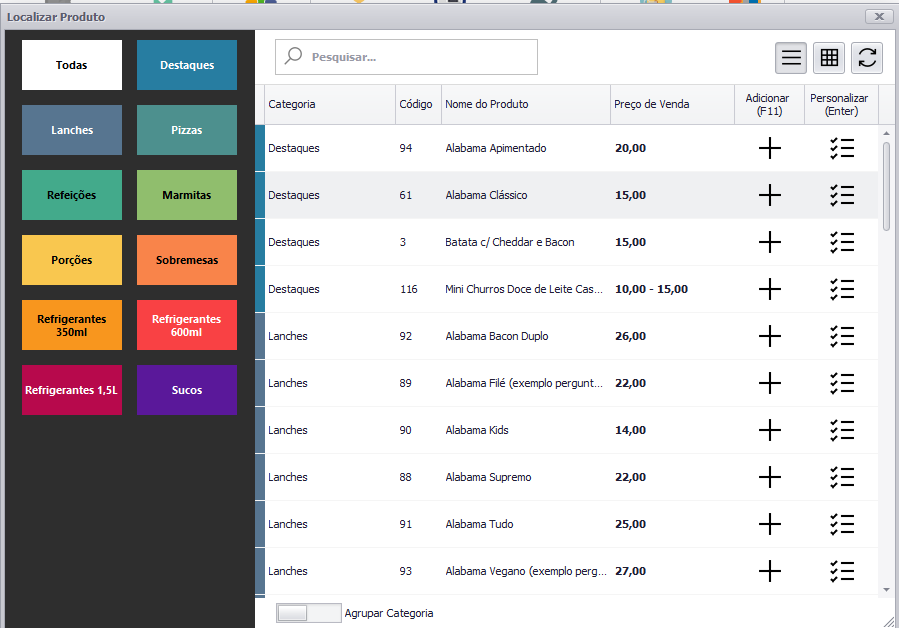 Localizar Produto
Todas
Destaques
Lanches
Pizzas
Refeições
Marmitas
Porções
Sobremesas
Refrigerantes
350ml
Refrigerantes
600ml
Refrigerantes 1,5L
Sucos
Pesquisar...
Categoria Código Nome do Produto Preço de Venda Adicionar (F11) Personalizar (Enter)
Destaques 94 Alabama Apimentado 20,00
Destaques 61 Alabama Clássico 15,00
Destaques 3 Batata c/ Cheddar e Bacon 15,00
Destaques 116 Mini Churros Doce de Leite Cas... 10,00 - 15,00
Lanches 92 Alabama Bacon Duplo 26,00
Lanches 89 Alabama Filé (exemplo pergunt... 22,00
Lanches 90 Alabama Kids 14,00
Lanches 88 Alabama Supremo 22,00
Lanches 91 Alabama Tudo 25,00
Lanches 93 Alabama Vegano (exemplo perg... 27,00
Agrupar Categoria